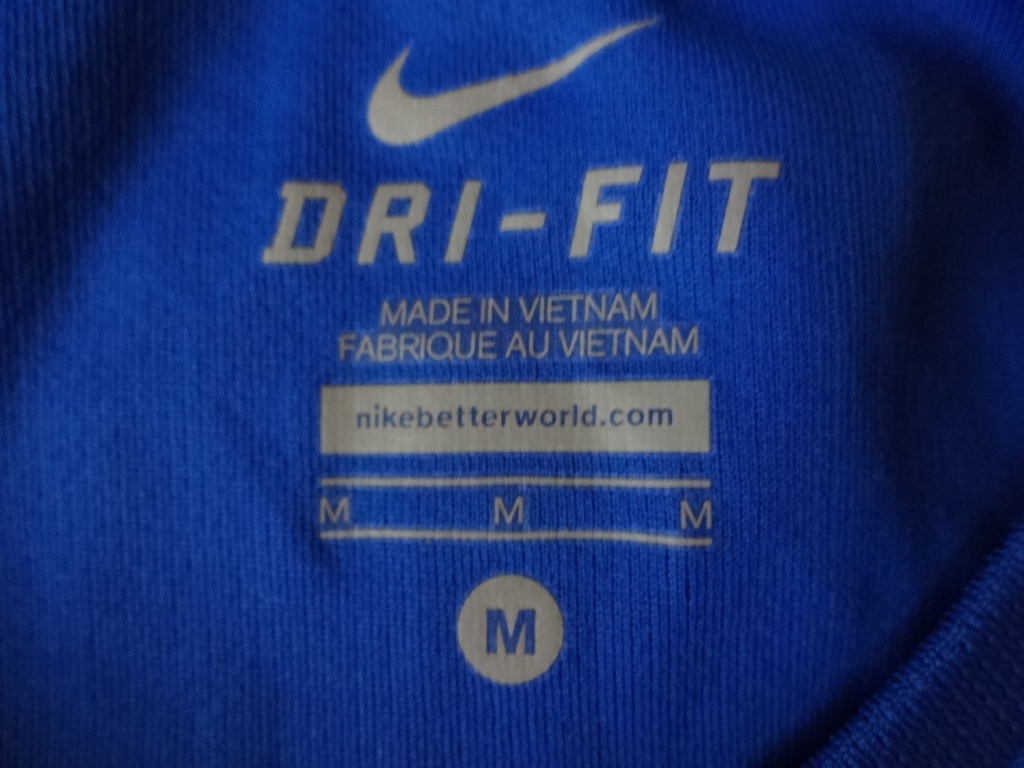 DRI-FIT
MADE IN VIETNAM
FABRIQUE AU VIETNAM
nikebetterworld.com
M M M
M